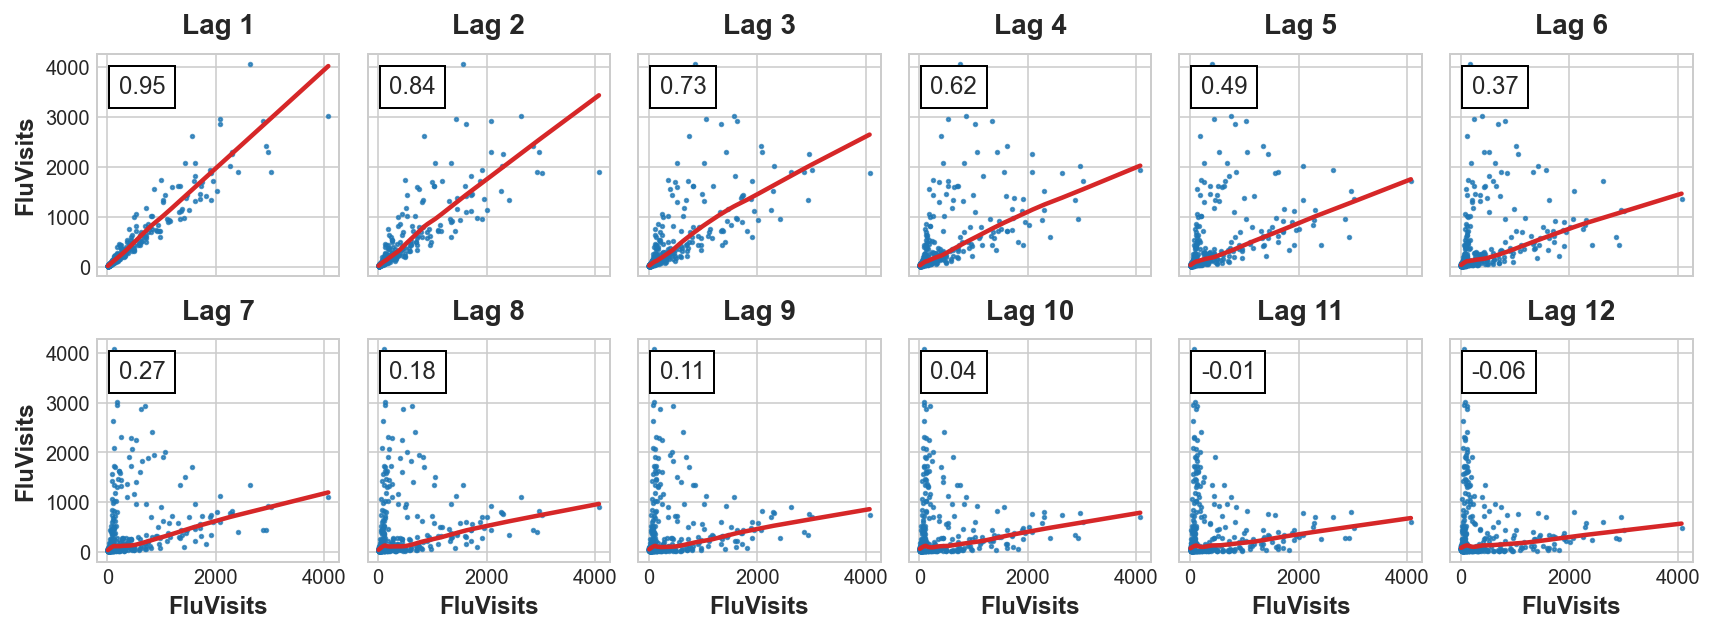 Lag 1 Lag 2 Lag 3 Lag 4 Lag 5 Lag 6
4000 0.95 0.84 0.73 0.62 0.49 0.37
3000
2000
1000
0
FluVisits
Lag 7 Lag 8 Lag 9 Lag 10 Lag 11 Lag 12
4000 0.27 0.18 0.11 0.04 -0.01 -0.06
3000
2000
1000
0
FluVisits
0 2000 4000 0 2000 4000 0 2000 4000 0 2000 4000 0 2000 4000 0 2000 4000
FluVisits FluVisits FluVisits FluVisits FluVisits FluVisits